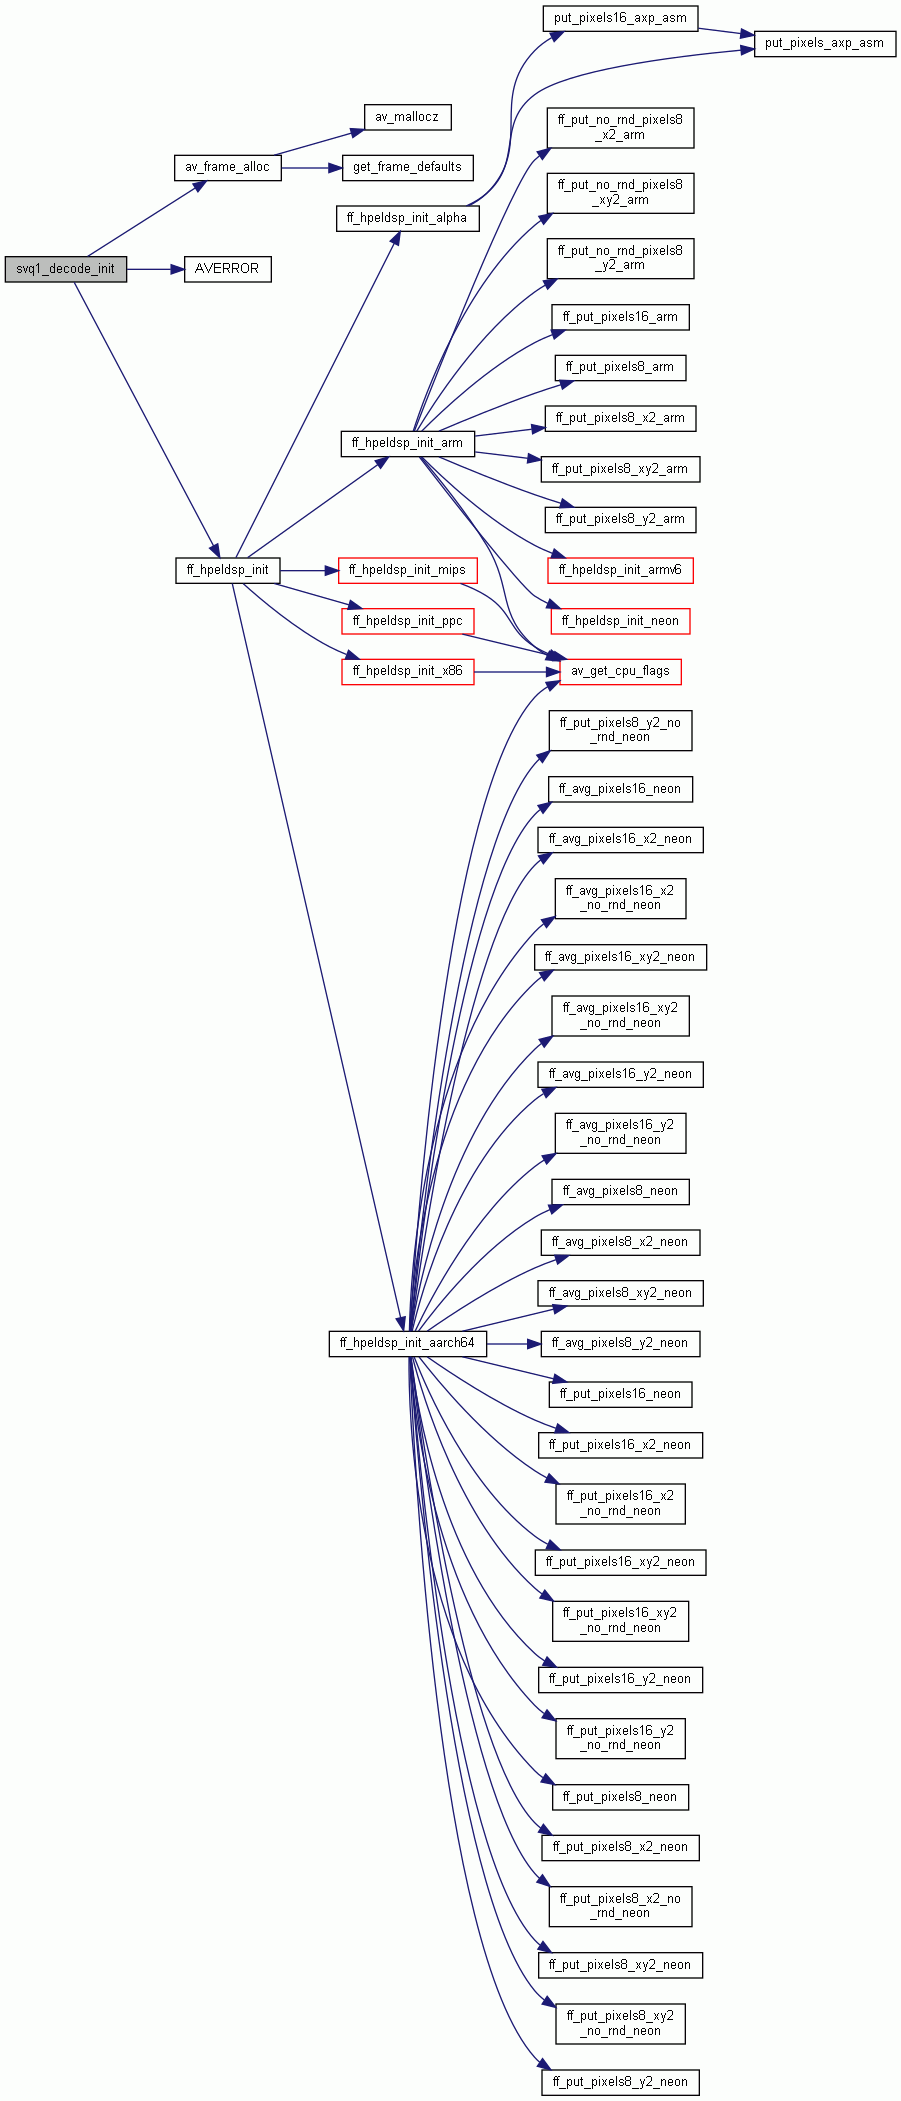 put_pixels16_axp_asm
put_pixels_axp_asm
av_mallocz
ff_put_no_rnd_pixels8
_x2_arm
av_frame_alloc
get_frame_defaults
ff_put_no_rnd_pixels8
_xy2_arm
ff_hpeldsp_init_alpha
ff_put_no_rnd_pixels8
_y2_arm
svq1_decode_init
AVERROR
ff_put_pixels16_arm
ff_put_pixels8_arm
ff_put_pixels8_x2_arm
ff_hpeldsp_init_arm
ff_put_pixels8_xy2_arm
ff_put_pixels8_y2_arm
ff_hpeldsp_init
ff_hpeldsp_init_mips
ff_hpeldsp_init_armv6
ff_hpeldsp_init_ppc
ff_hpeldsp_init_neon
ff_hpeldsp_init_x86
av_get_cpu_flags
ff_put_pixels8_y2_no
_rnd_neon
ff_avg_pixels16_neon
ff_avg_pixels16_x2_neon
ff_avg_pixels16_x2
_no_rnd_neon
ff_avg_pixels16_xy2_neon
ff_avg_pixels16_xy2
_no_rnd_neon
ff_avg_pixels16_y2_neon
ff_avg_pixels16_y2
_no_rnd_neon
ff_avg_pixels8_neon
ff_avg_pixels8_x2_neon
ff_avg_pixels8_xy2_neon
ff_hpeldsp_init_aarch64
ff_avg_pixels8_y2_neon
ff_put_pixels16_neon
ff_put_pixels16_x2_neon
ff_put_pixels16_x2
_no_rnd_neon
ff_put_pixels16_xy2_neon
ff_put_pixels16_xy2
_no_rnd_neon
ff_put_pixels16_y2_neon
ff_put_pixels16_y2
_no_rnd_neon
ff_put_pixels8_neon
ff_put_pixels8_x2_neon
ff_put_pixels8_x2_no
_rnd_neon
ff_put_pixels8_xy2_neon
ff_put_pixels8_xy2
_no_rnd_neon
ff_put_pixels8_y2_neon